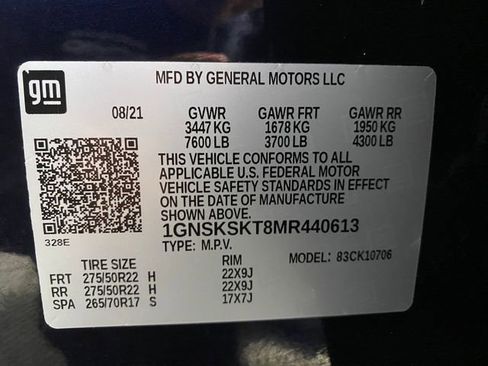 gm
MFD BY GENERAL MOTORS LLC
08/21 GVWR GAWR FRT GAWR RR
3447 KG 1678 KG 1950 KG
7600 LB 3700 LB 4300 LB
THIS VEHICLE CONFORMS TO ALL
APPLICABLE U.S. FEDERAL MOTOR
VEHICLE SAFETY STANDARDS IN EFFECT
ON THE DATE OF MANUFACTURE
SHOWN ABOVE.
328E
1GNSKSKT8MR440613
TYPE: M.P.V. MODEL: 83CK10706
TIRE SIZE RIM
FRT 275/50R22 H 22X9J
RR 275/50R22 H 22X9J
SPA 265/70R17 S 17X7J